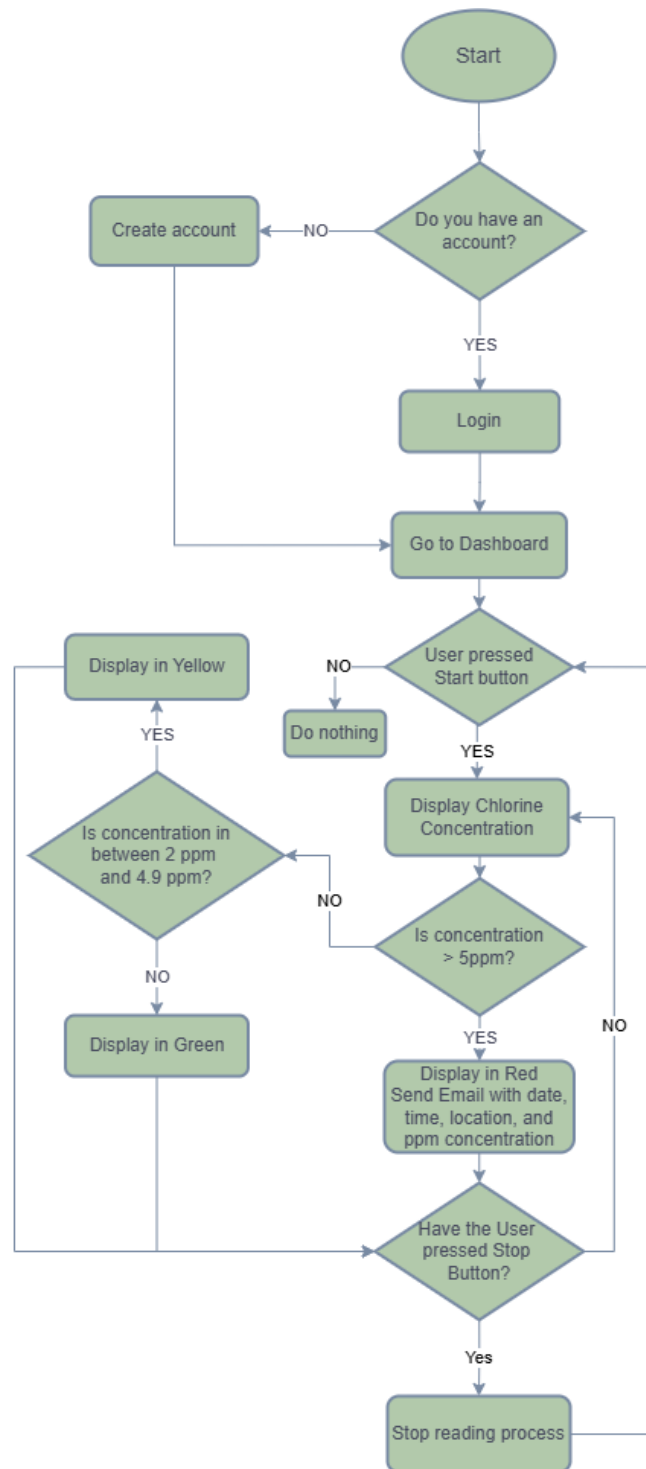 Start
Do you have an
account?
NO
Create account
YES
Login
Go to Dashboard
User pressed
Start button
NO
Do nothing
YES
Display Chlorine
Concentration
Is concentration
> 5ppm?
NO
Is concentration in
between 2 ppm
and 4.9 ppm?
YES
Display in Yellow
NO
Display in Green
YES
Display in Red
Send Email with date,
time, location, and
ppm concentration
Have the User
pressed Stop
Button?
NO
Yes
Stop reading process